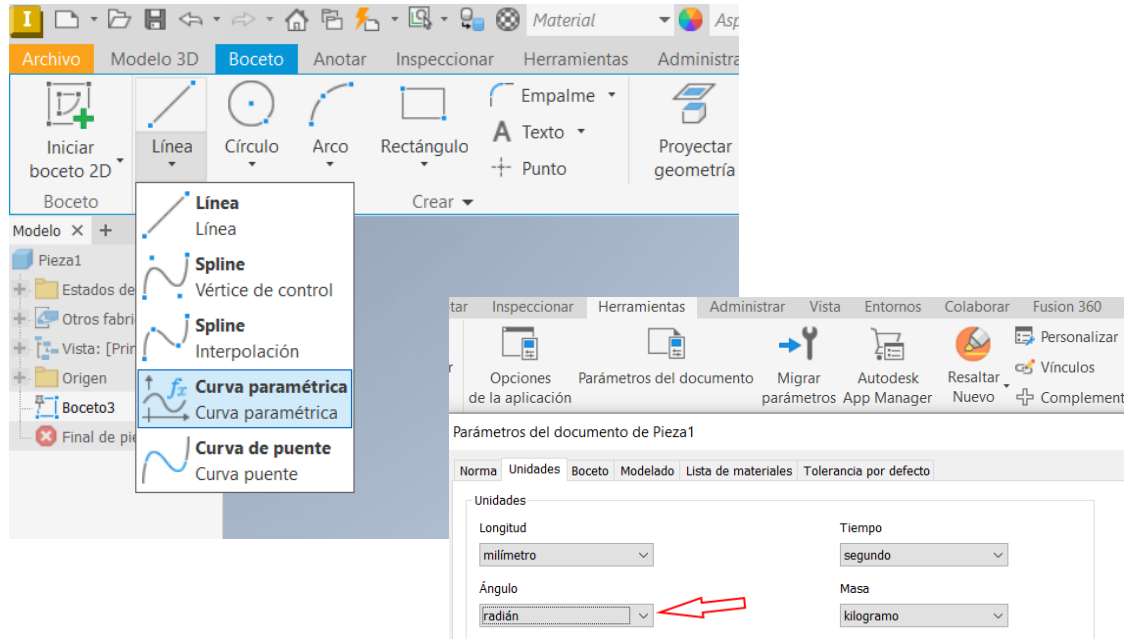 I
Material
Asp
Archivo Modelo 3D Boceto Anotar Inspeccionar Herramientas Administra
Iniciar boceto 2D
Línea
Círculo
Arco
Rectángulo
Empalme
A Texto
Punto
Proyectar geometría
Boceto
Crear
Modelo
Pieza1
Estados de
Otros fabri
Vista: [Prin
Origen
Boceto3
Final de pie
Línea
Línea
Spline
Vértice de control
Spline
Interpolación
fx Curva paramétrica
Curva paramétrica
Curva de puente
Curva puente
tar Inspeccionar Herramientas Administrar Vista Entornos Colaborar Fusion 360
r
Opciones de la aplicación
Parámetros del documento
Migrar parámetros
Autodesk App Manager
Resaltar Nuevo
Personalizar
Vínculos
Complement
Parámetros del documento de Pieza1
Norma Unidades Boceto Modelado Lista de materiales Tolerancia por defecto
Unidades
Longitud Tiempo
milímetro segundo
Ángulo Masa
radián kilogramo